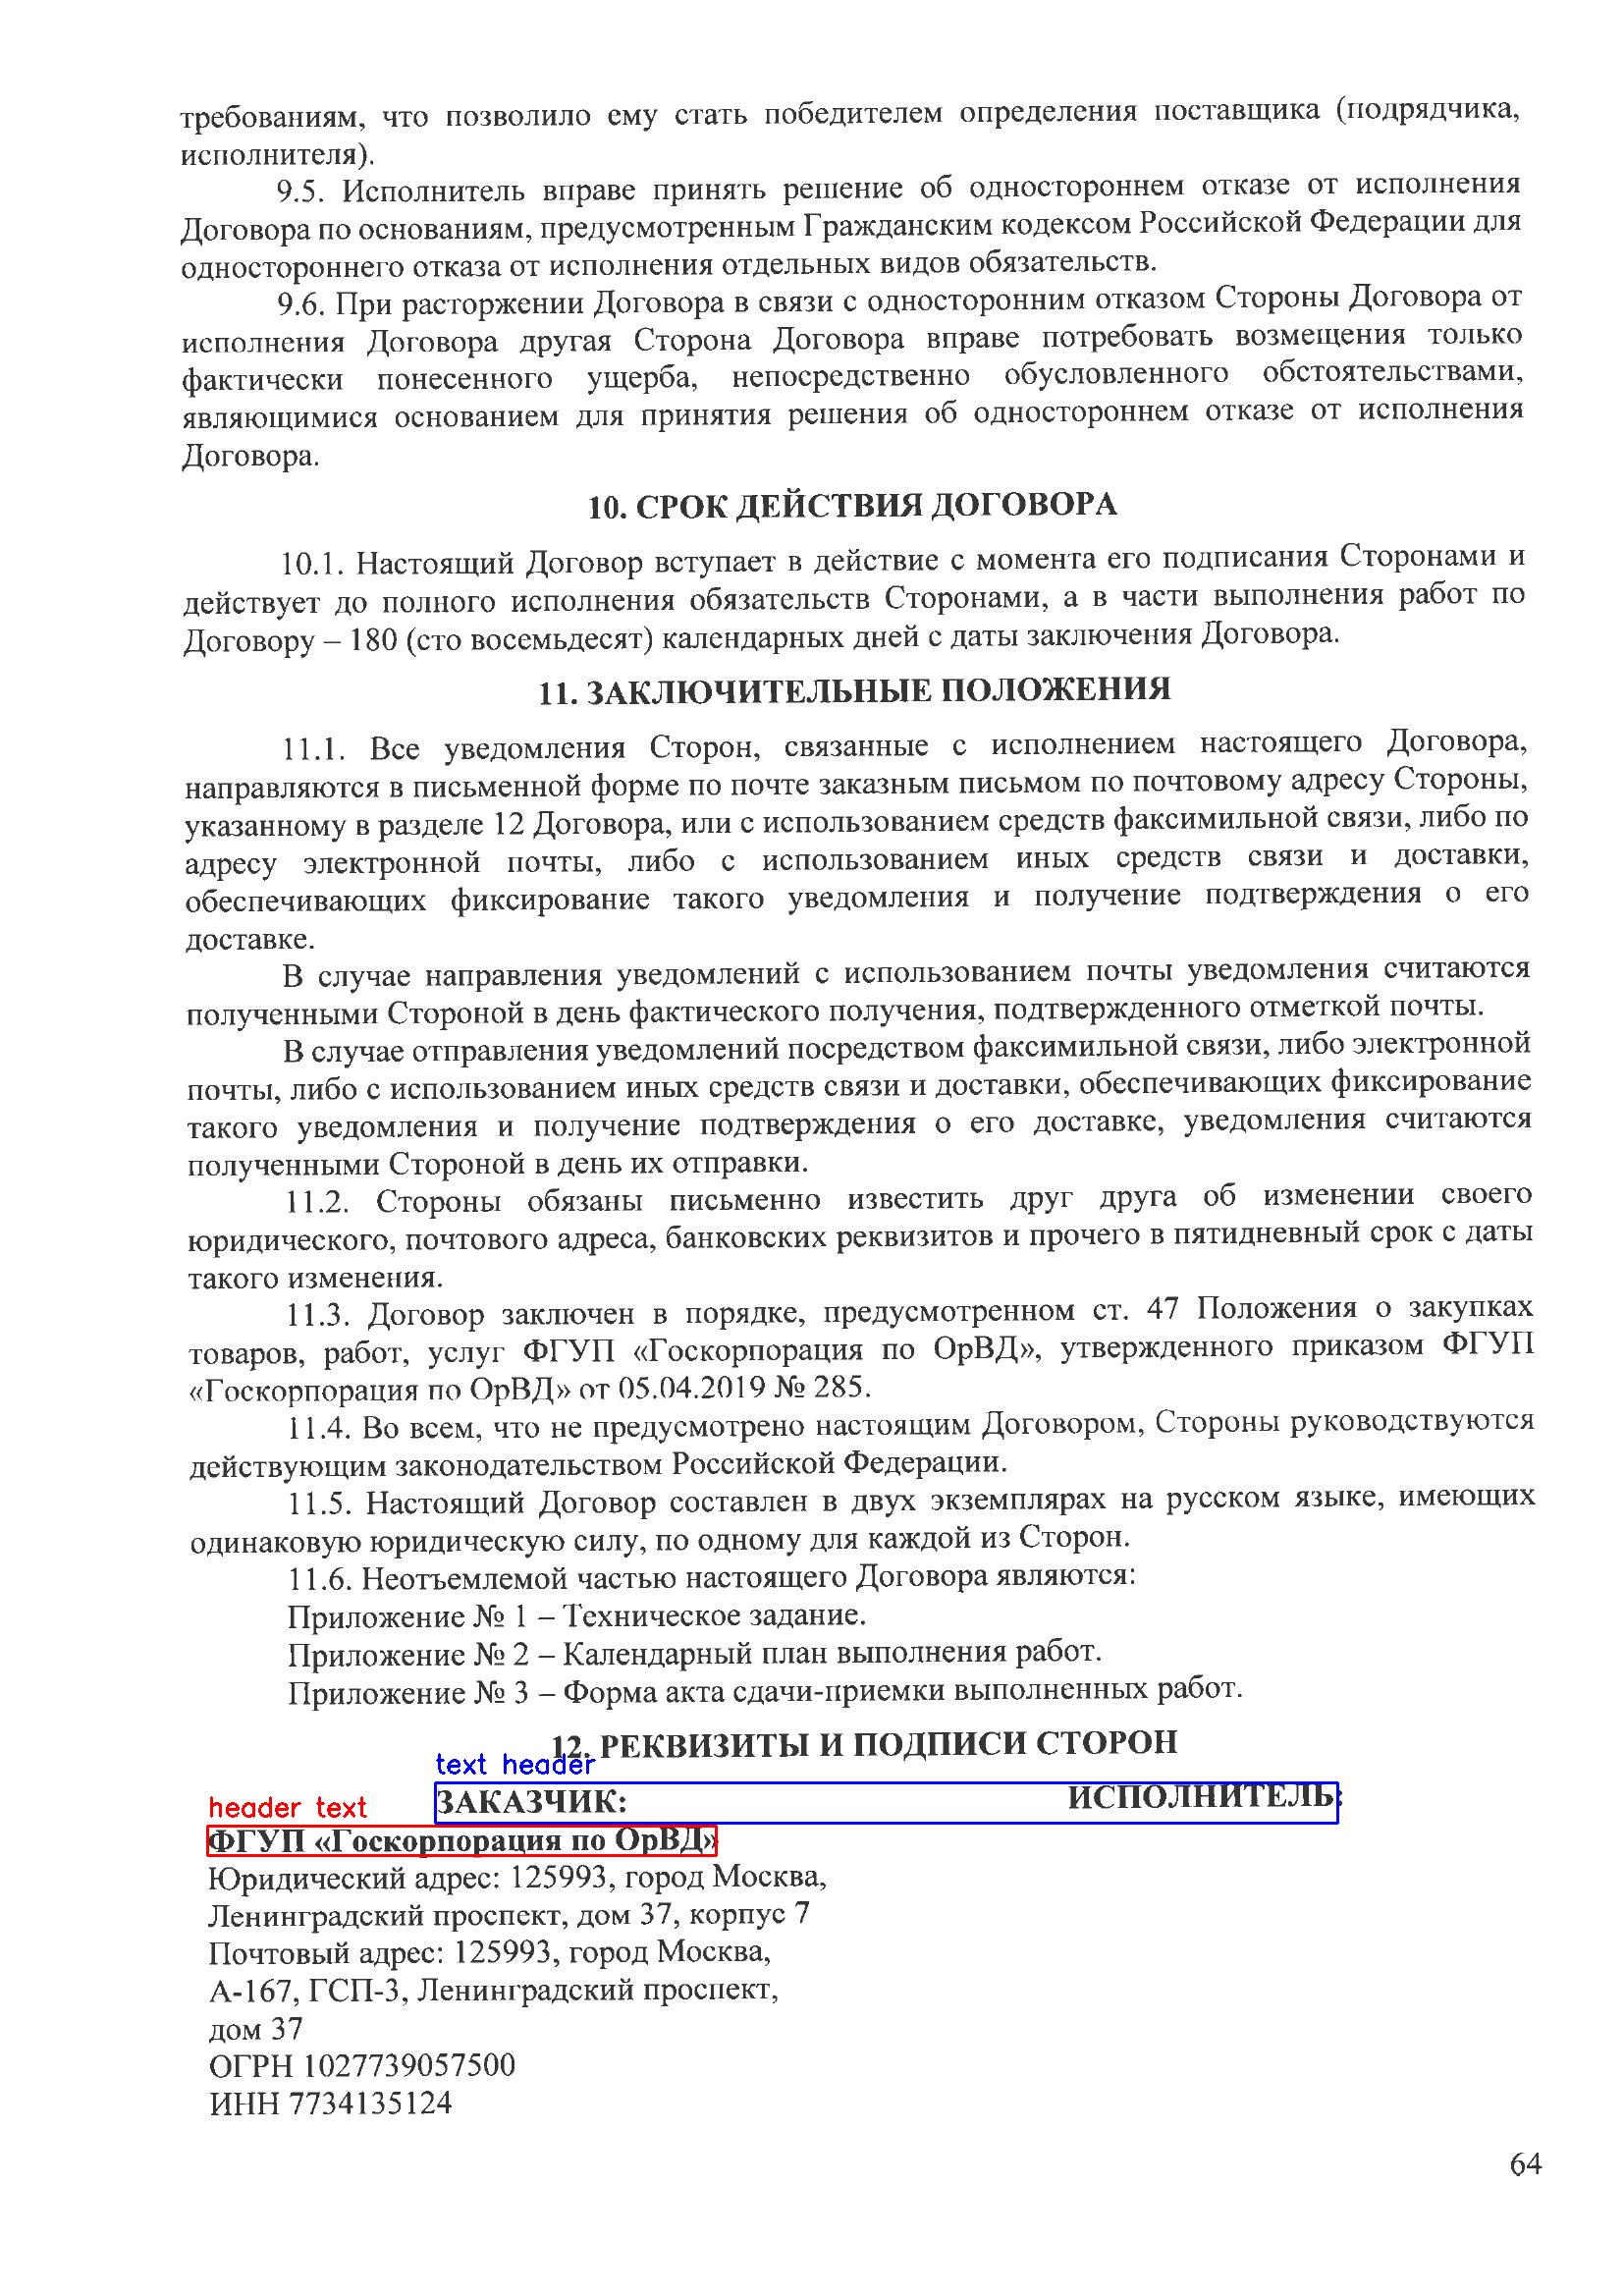 требованиям, что позволило ему стать победителем определения поставщика (подрядчика,
исполнителя).
9.5. Исполнитель вправе принять решение об одностороннем отказе от исполнения
Договора по основаниям, предусмотренным Гражданским кодексом Российской Федерации для
одностороннего отказа от исполнения отдельных видов обязательств.
9.6. При расторжении Договора в связи с односторонним отказом Стороны Договора от
исполнения Договора другая Сторона Договора вправе потребовать возмещения только
фактически понесенного ущерба, непосредственно обусловленного обстоятельствами,
являющимися основанием для принятия решения об одностороннем отказе от исполнения
Договора.
10. СРОК ДЕЙСТВИЯ ДОГОВОРА
10.1. Настоящий Договор вступает в действие с момента его подписания Сторонами и
действует до полного исполнения обязательств Сторонами, а в части выполнения работ по
Договору – 180 (сто восемьдесят) календарных дней с даты заключения Договора.
11. ЗАКЛЮЧИТЕЛЬНЫЕ ПОЛОЖЕНИЯ
11.1. Все уведомления Сторон, связанные с исполнением настоящего Договора,
направляются в письменной форме по почте заказным письмом по почтовому адресу Стороны,
указанному в разделе 12 Договора, или с использованием средств факсимильной связи, либо по
адресу электронной почты, либо с использованием иных средств связи и доставки,
обеспечивающих фиксирование такого уведомления и получение подтверждения о его
доставке.
В случае направления уведомлений с использованием почты уведомления считаются
полученными Стороной в день фактического получения, подтвержденного отметкой почты.
В случае отправления уведомлений посредством факсимильной связи, либо электронной
почты, либо с использованием иных средств связи и доставки, обеспечивающих фиксирование
такого уведомления и получение подтверждения о его доставке, уведомления считаются
полученными Стороной в день их отправки.
11.2. Стороны обязаны письменно известить друг друга об изменении своего
юридического, почтового адреса, банковских реквизитов и прочего в пятидневный срок с даты
такого изменения.
11.3. Договор заключен в порядке, предусмотренном ст. 47 Положения о закупках
товаров, работ, услуг ФГУП «Госкорпорация по ОрВД», утвержденного приказом ФГУП
«Госкорпорация по ОрВД» от 05.04.2019 № 285.
11.4. Во всем, что не предусмотрено настоящим Договором, Стороны руководствуются
действующим законодательством Российской Федерации.
11.5. Настоящий Договор составлен в двух экземплярах на русском языке, имеющих
одинаковую юридическую силу, по одному для каждой из Сторон.
11.6. Неотъемлемой частью настоящего Договора являются:
Приложение № 1 – Техническое задание.
Приложение № 2 – Календарный план выполнения работ.
Приложение № 3 – Форма акта сдачи-приемки выполненных работ.
12. РЕКВИЗИТЫ И ПОДПИСИ СТОРОН
text header
ЗАКАЗЧИК: ИСПОЛНИТЕЛЬ:
header text
ФГУП «Госкорпорация по ОрВД»
Юридический адрес: 125993, город Москва,
Ленинградский проспект, дом 37, корпус 7
Почтовый адрес: 125993, город Москва,
А-167, ГСП-3, Ленинградский проспект,
дом 37
ОГРН 1027739057500
ИНН 7734135124
64